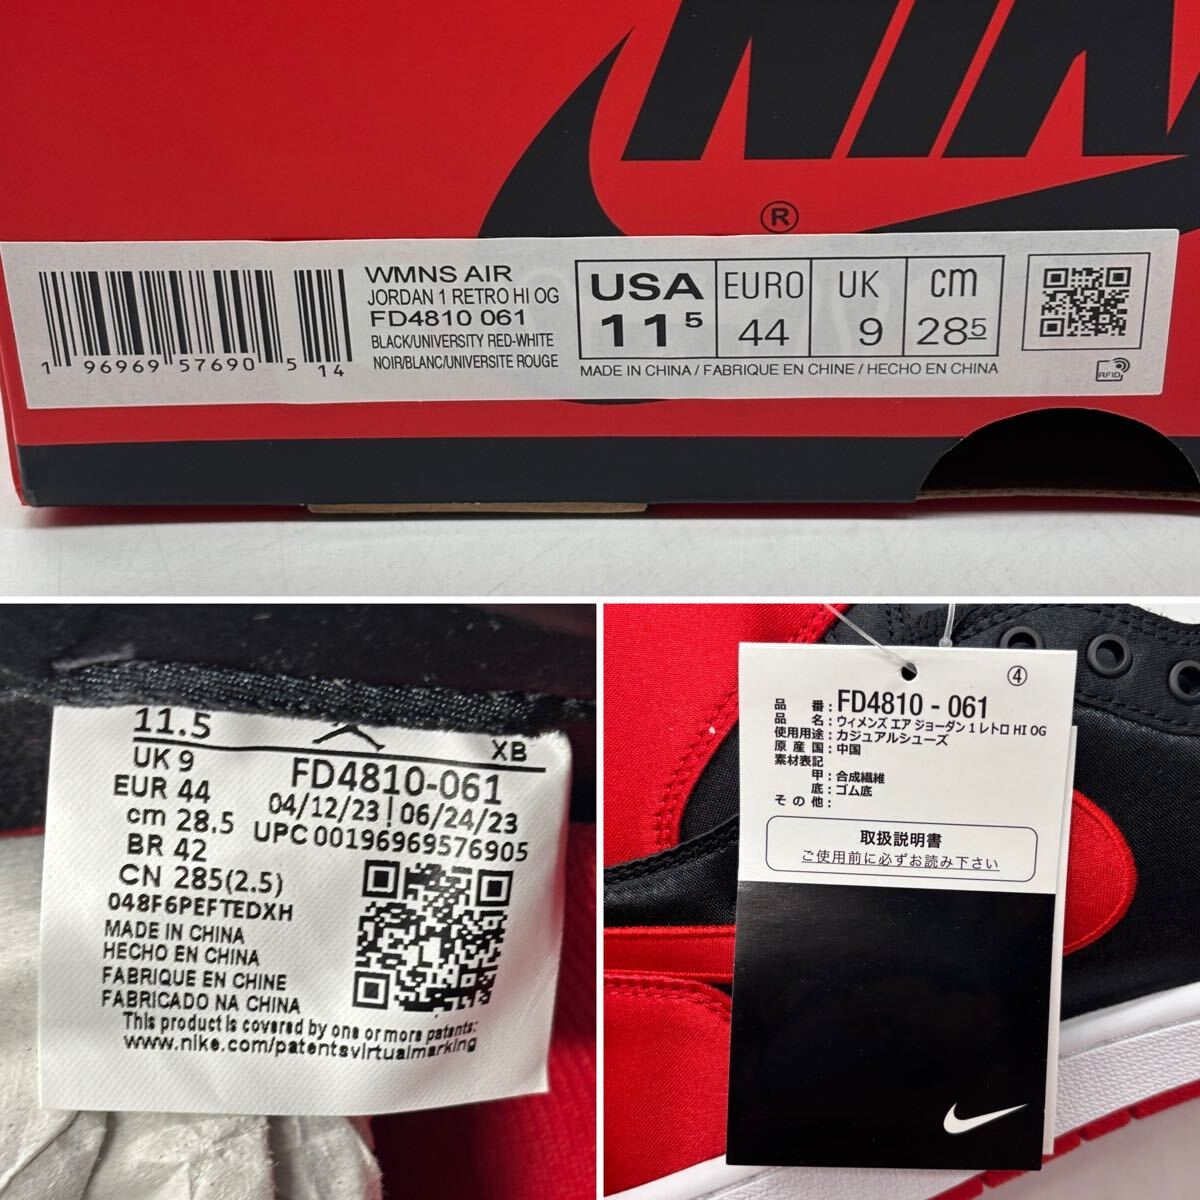 NIK
®
WMNS AIR
JORDAN 1 RETRO HI OG
FD4810 061
BLACK/UNIVERSITY RED-WHITE
NOIR/BLANC/UNIVERSITE ROUGE
1 96969 57690 5 14
USA EURO UK cm
11 5 44 9 28 5
MADE IN CHINA / FABRIQUE EN CHINE / HECHO EN CHINA
RFID
11.5
UK 9
EUR 44
cm 28.5
BR 42
CN 285(2.5)
048F6PEFTEDXH
XB
FD4810-061
04/12/23 | 06/24/23
UPC 00196969576905
MADE IN CHINA
HECHO EN CHINA
FABRIQUE EN CHINE
FABRICADO NA CHINA
This product is covered by one or more patents:
www.nike.com/patentsvirtualmarking
④
品 番：FD4810 - 061
品 名：ウィメンズ エア ジョーダン 1 レトロ HI OG
使用用途：カジュアルシューズ
原 産 国：中国
素材表記
甲：合成繊維
底：ゴム底
そ の 他：
取扱説明書
ご使用前に必ずお読み下さい